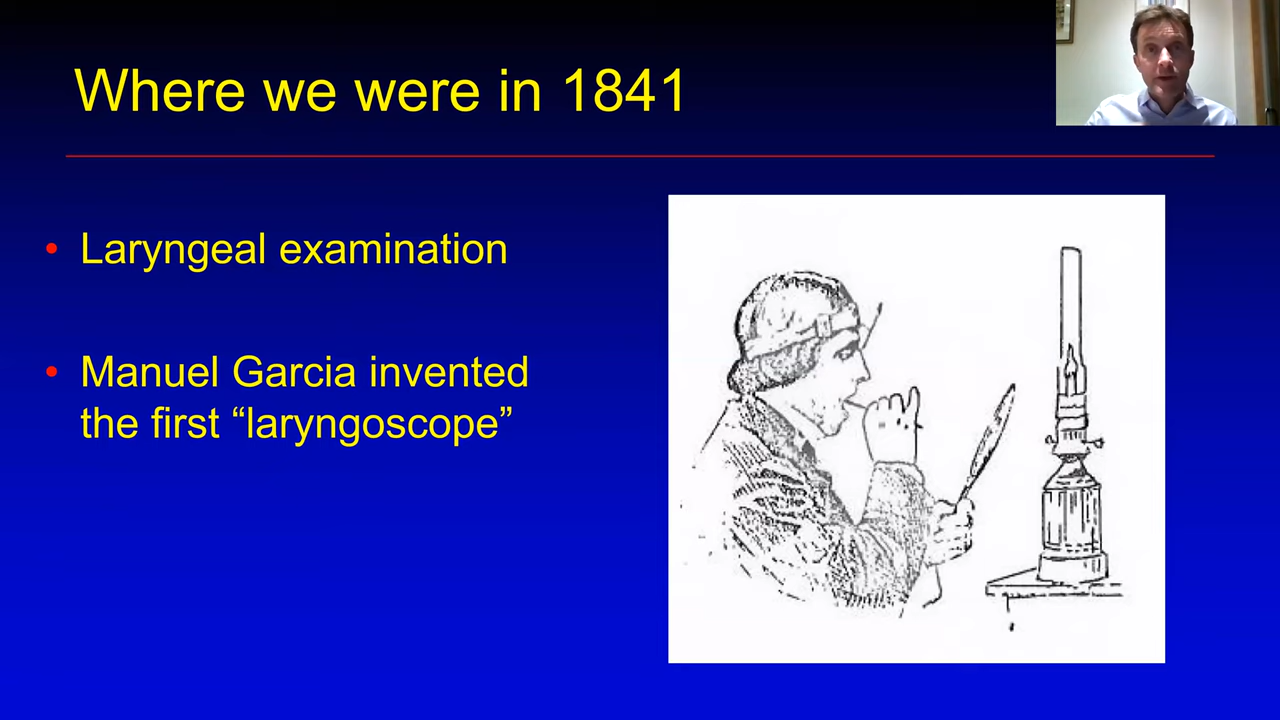 Where we were in 1841
• Laryngeal examination
• Manuel Garcia invented
the first “laryngoscope”